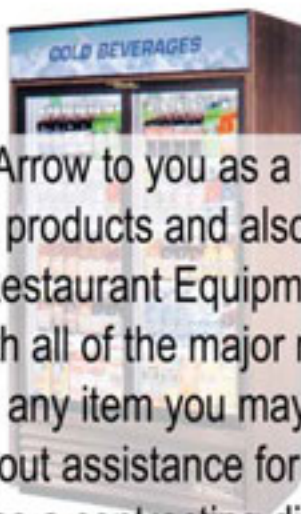 COLD BEVERAGES
Arrow to you as a
products and also
estaurant Equipm
h all of the major
any item you may
out assistance for